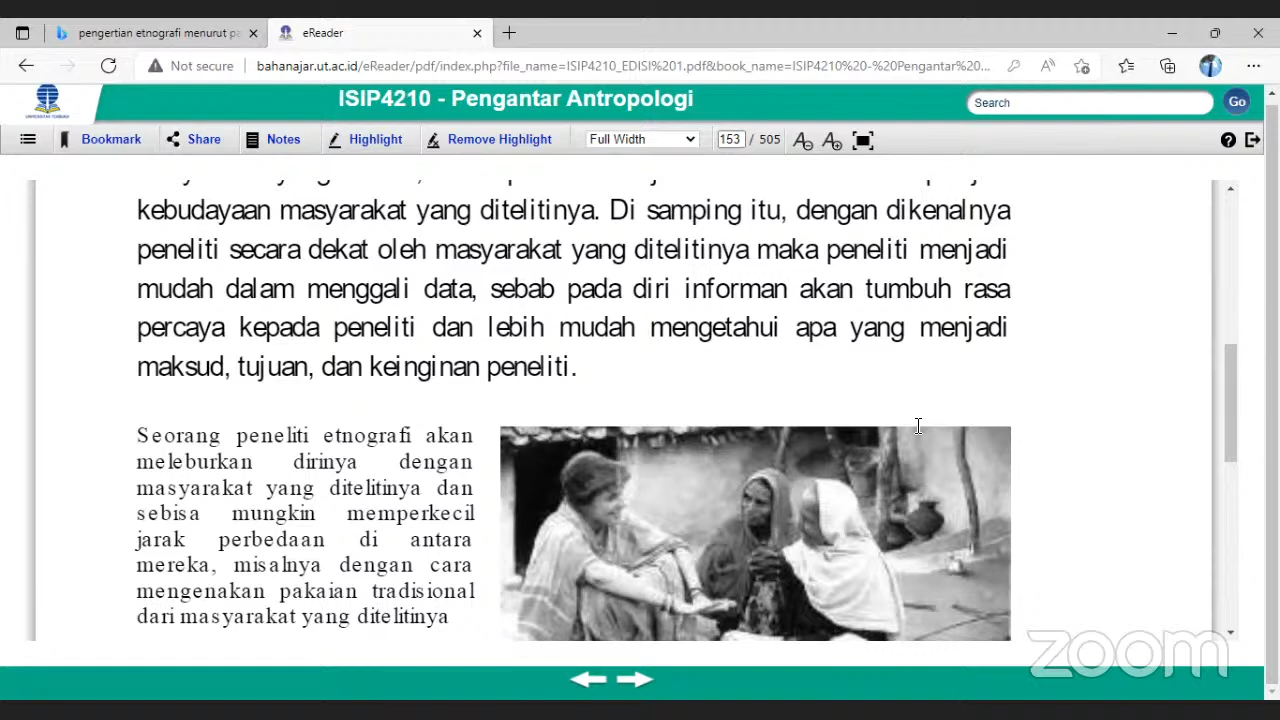 pengertian etnografi menurut pa
eReader
Not secure
bahanajar.ut.ac.id/eReader/pdf/index.php?file_name=ISIP4210_EDISI%201.pdf&book_name=ISIP4210%20-%20Pengantar%20...
ISIP4210 - Pengantar Antropologi
Search
Go
Bookmark
Share
Notes
Highlight
Remove Highlight
Full Width
153 / 505
kebudayaan masyarakat yang ditelitinya. Di samping itu, dengan dikenalnya
peneliti secara dekat oleh masyarakat yang ditelitinya maka peneliti menjadi
mudah dalam menggali data, sebab pada diri informan akan tumbuh rasa
percaya kepada peneliti dan lebih mudah mengetahui apa yang menjadi
maksud, tujuan, dan keinginan peneliti.
Seorang peneliti etnografi akan
meleburkan dirinya dengan
masyarakat yang ditelitinya dan
sebisa mungkin memperkecil
jarak perbedaan di antara
mereka, misalnya dengan cara
mengenakan pakaian tradisional
dari masyarakat yang ditelitinya
zoom